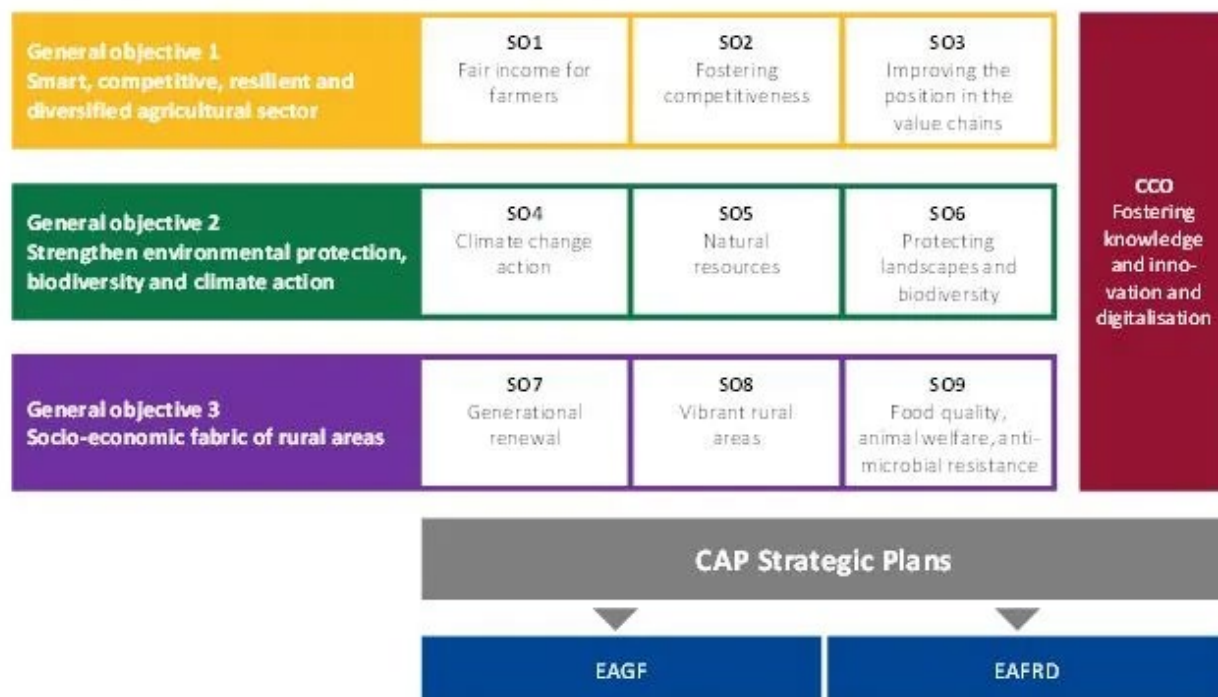 General objective 1
Smart, competitive, resilient and
diversified agricultural sector
SO1
Fair income for
farmers
SO2
Fostering
competitiveness
SO3
Improving the
position in the
value chains
General objective 2
Strengthen environmental protection,
biodiversity and climate action
SO4
Climate change
action
SO5
Natural
resources
SO6
Protecting
landscapes and
biodiversity
General objective 3
Socio-economic fabric of rural areas
SO7
Generational
renewal
SO8
Vibrant rural
areas
SO9
Food quality,
animal welfare, anti-
microbial resistance
CCO
Fostering
knowledge
and inno-
vation and
digitalisation
CAP Strategic Plans
EAGF
EAFRD